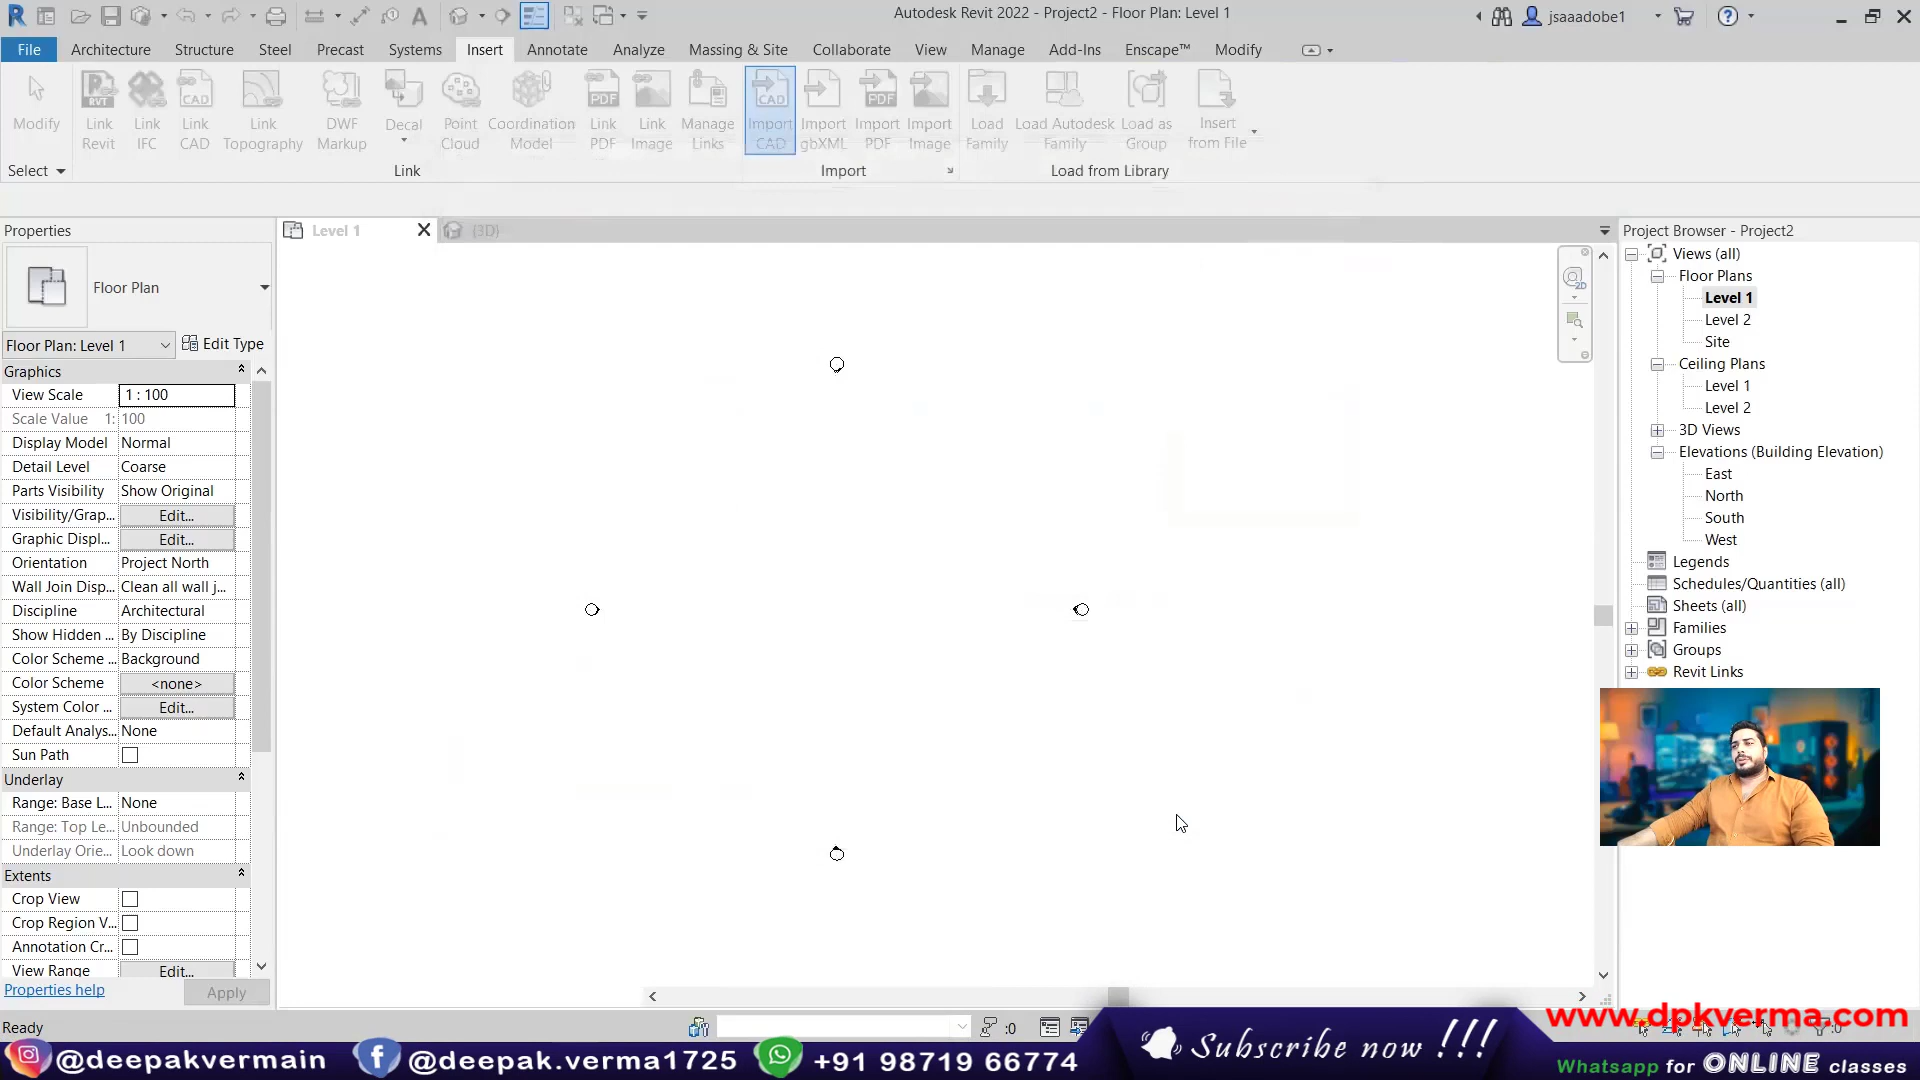 Autodesk Revit 2022 - Project2 - Floor Plan: Level 1
jsaaadobe1
File
Architecture
Structure
Steel
Precast
Systems
Insert
Annotate
Analyze
Massing & Site
Collaborate
View
Manage
Add-Ins
Enscape™
Modify
Modify
Link Revit
Link IFC
Link CAD
Link Topography
DWF Markup
Decal
Point Cloud
Coordination Model
Link PDF
Link Image
Manage Links
Import CAD
Import gbXML
Import PDF
Import Image
Load Family
Load Autodesk Family
Load as Group
Insert from File
Select
Link
Import
Load from Library
Properties
Level 1
{3D}
Project Browser - Project2
Floor Plan
Floor Plan: Level 1
Edit Type
Graphics
View Scale 1 : 100
Scale Value 1: 100
Display Model Normal
Detail Level Coarse
Parts Visibility Show Original
Visibility/Grap... Edit...
Graphic Displ... Edit...
Orientation Project North
Wall Join Disp... Clean all wall j...
Discipline Architectural
Show Hidden ... By Discipline
Color Scheme ... Background
Color Scheme <none>
System Color ... Edit...
Default Analys... None
Sun Path
Underlay
Range: Base L... None
Range: Top Le... Unbounded
Underlay Orie... Look down
Extents
Crop View
Crop Region V...
Annotation Cr...
View Range Edit...
Properties help
Apply
2D
Views (all)
Floor Plans
Level 1
Level 2
Site
Ceiling Plans
Level 1
Level 2
3D Views
Elevations (Building Elevation)
East
North
South
West
Legends
Schedules/Quantities (all)
Sheets (all)
Families
Groups
Revit Links
Ready
:0
:0
www.dpkverma.com
@deepakvermain
@deepak.verma1725
+91 98719 66774
Subscribe now !!!
Whatsapp for ONLINE classes